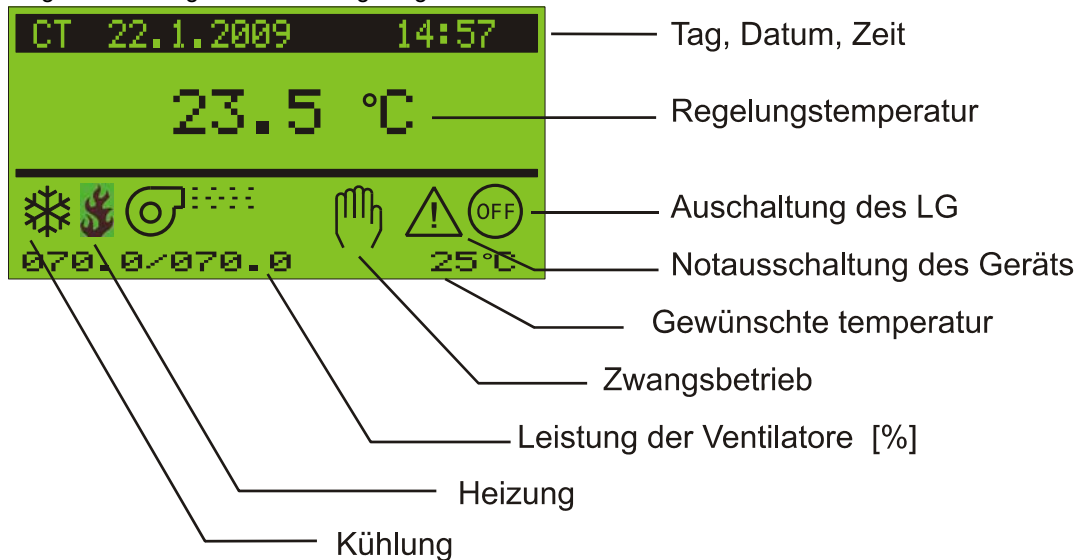 CT 22.1.2009 14:57
Tag, Datum, Zeit
23.5 °C
Regelungstemperatur
OFF
Auschaltung des LG
Notausschaltung des Geräts
070.0/070.0 25°C
Gewünschte temperatur
Zwangsbetrieb
Leistung der Ventilatore [%]
Heizung
Kühlung